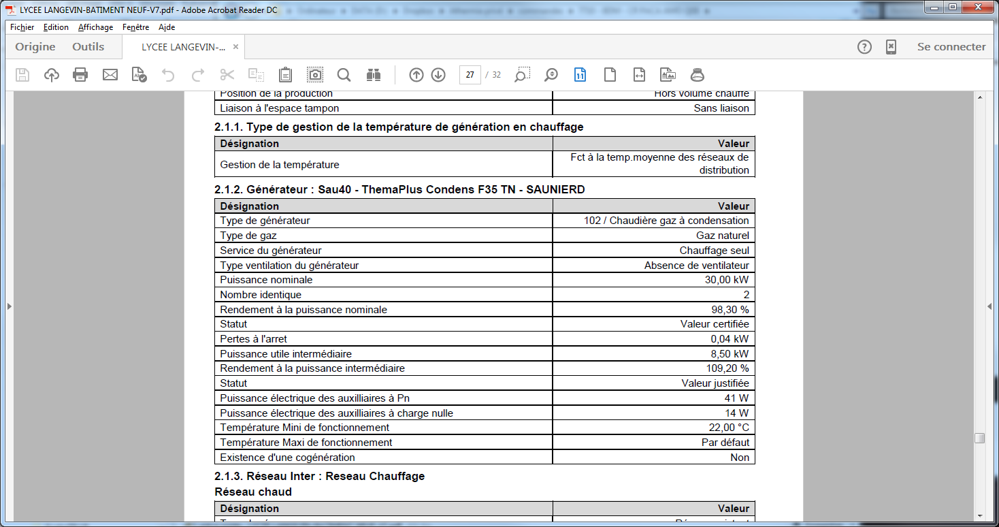 LYCEE LANGEVIN-BATIMENT NEUF-V7.pdf - Adobe Acrobat Reader DC
Fichier Edition Affichage Fenêtre Aide
Origine Outils LYCEE LANGEVIN-... × Se connecter
27 / 32
Position de la production Hors volume chauffé
Liaison à l'espace tampon Sans liaison
2.1.1. Type de gestion de la température de génération en chauffage
Désignation Valeur
Gestion de la température Fct à la temp.moyenne des réseaux de
distribution
2.1.2. Générateur : Sau40 - ThemaPlus Condens F35 TN - SAUNIERD
Désignation Valeur
Type de générateur 102 / Chaudière gaz à condensation
Type de gaz Gaz naturel
Service du générateur Chauffage seul
Type ventilation du générateur Absence de ventilateur
Puissance nominale 30,00 kW
Nombre identique 2
Rendement à la puissance nominale 98,30 %
Statut Valeur certifiée
Pertes à l'arret 0,04 kW
Puissance utile intermédiaire 8,50 kW
Rendement à la puissance intermédiaire 109,20 %
Statut Valeur justifiée
Puissance électrique des auxilliaires à Pn 41 W
Puissance électrique des auxilliaires à charge nulle 14 W
Température Mini de fonctionnement 22,00 °C
Température Maxi de fonctionnement Par défaut
Existence d'une cogénération Non
2.1.3. Réseau Inter : Reseau Chauffage
Réseau chaud
Désignation Valeur